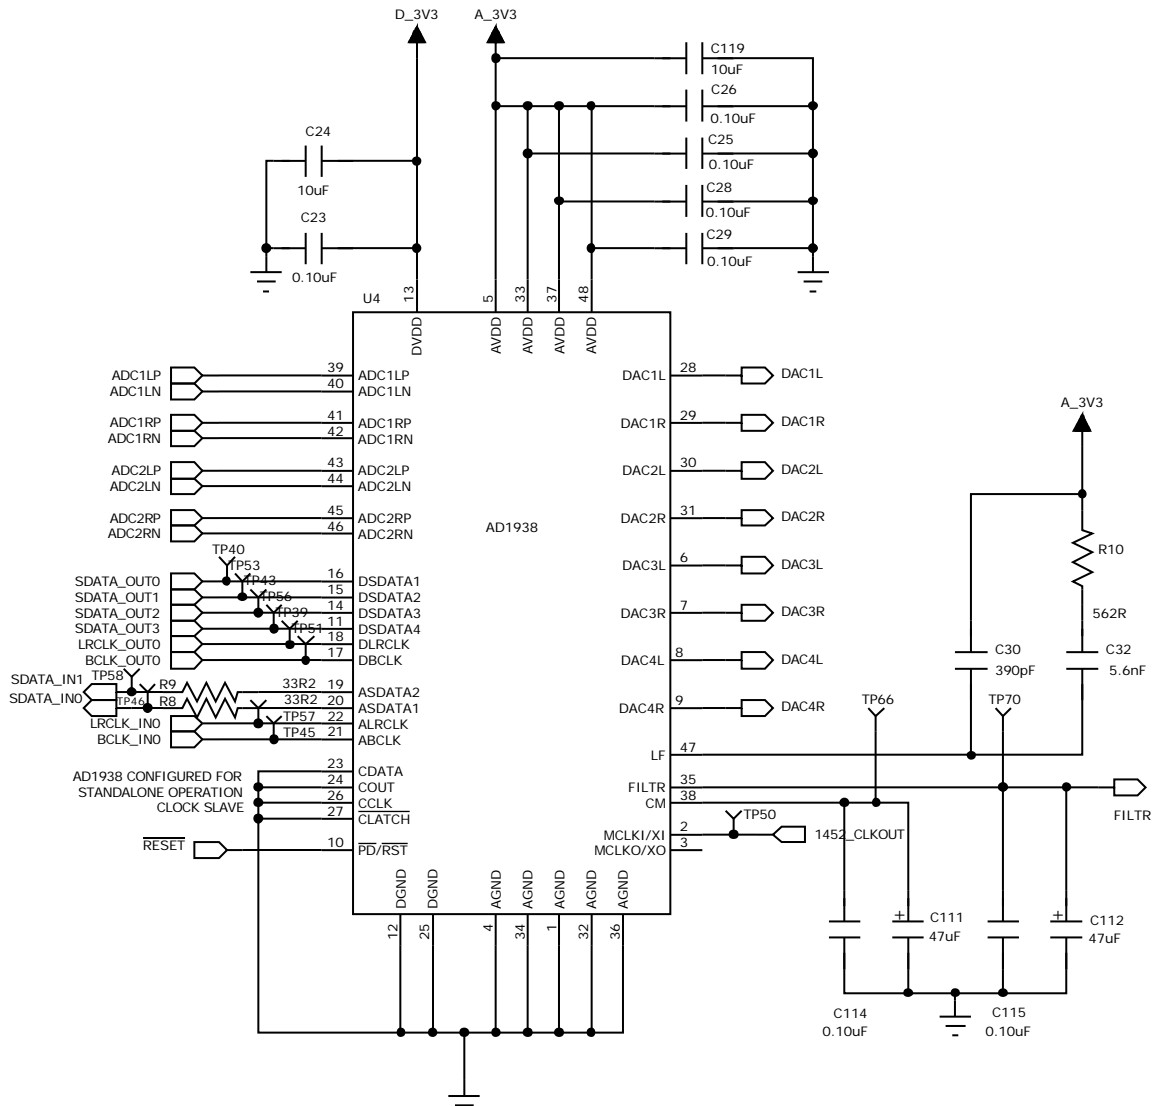 D_3V3
A_3V3
C119
10uF
C26
0.10uF
C25
0.10uF
C28
0.10uF
C29
0.10uF
C24
10uF
C23
0.10uF
U4
13
5
33
37
48
DVDD
AVDD
AVDD
AVDD
AVDD
AD1938
ADC1LP 39 ADC1LP
ADC1LN 40 ADC1LN
ADC1RP 41 ADC1RP
ADC1RN 42 ADC1RN
ADC2LP 43 ADC2LP
ADC2LN 44 ADC2LN
ADC2RP 45 ADC2RP
ADC2RN 46 ADC2RN
TP40
TP53
TP43
TP56
TP39
TP51
SDATA_OUT0 16 DSDATA1
SDATA_OUT1 15 DSDATA2
SDATA_OUT2 14 DSDATA3
SDATA_OUT3 11 DSDATA4
LRCLK_OUT0 18 DLRCLK
BCLK_OUT0 17 DBCLK
SDATA_IN1 TP58 R9 33R2 19 ASDATA2
SDATA_IN0 TP46 R8 33R2 20 ASDATA1
LRCLK_IN0 TP57 22 ALRCLK
BCLK_IN0 TP45 21 ABCLK
AD1938 CONFIGURED FOR
STANDALONE OPERATION
CLOCK SLAVE
23 CDATA
24 COUT
26 CCLK
27 CLATCH
RESET 10 PD/RST
DAC1L 28 DAC1L
DAC1R 29 DAC1R
DAC2L 30 DAC2L
DAC2R 31 DAC2R
DAC3L 6 DAC3L
DAC3R 7 DAC3R
DAC4L 8 DAC4L
DAC4R 9 DAC4R
LF 47
FILTR 35
CM 38
MCLKI/XI 2
MCLKO/XO 3
TP50
1452_CLKOUT
TP66
TP70
A_3V3
R10
562R
C30
390pF
C32
5.6nF
FILTR
+
C111
47uF
+
C112
47uF
C114
0.10uF
C115
0.10uF
DGND
DGND
AGND
AGND
AGND
AGND
AGND
12
25
4
34
1
32
36